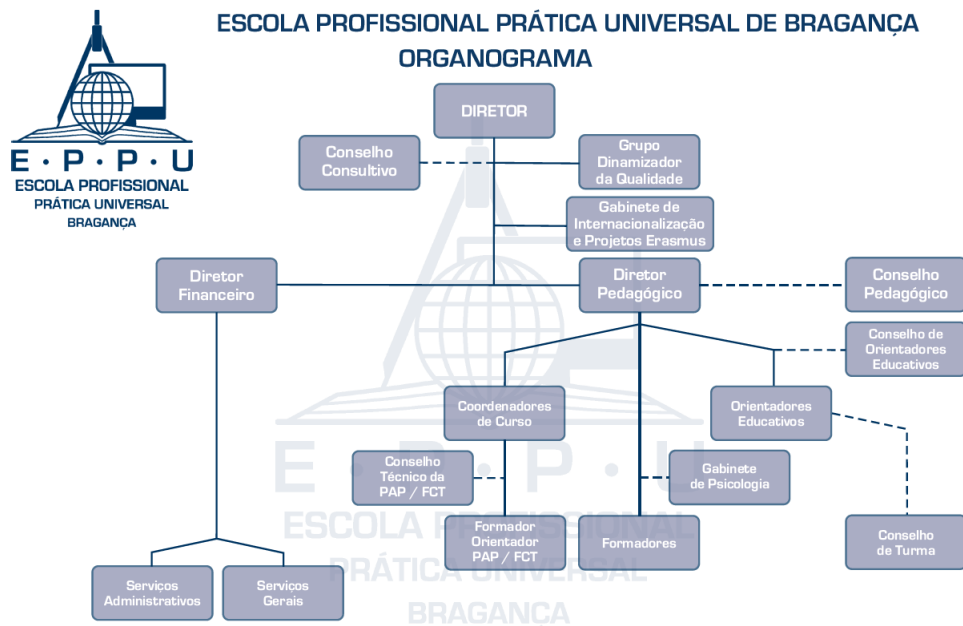 ESCOLA PROFISSIONAL PRÁTICA UNIVERSAL DE BRAGANÇA
ORGANOGRAMA
E · P · P · U
ESCOLA PROFISSIONAL
PRÁTICA UNIVERSAL
BRAGANÇA
DIRETOR
Conselho
Consultivo
Grupo
Dinamizador
da Qualidade
Gabinete de
Internacionalização
e Projetos Erasmus
Diretor
Financeiro
Diretor
Pedagógico
Conselho
Pedagógico
Conselho de
Orientadores
Educativos
Coordenadores
de Curso
Orientadores
Educativos
Conselho
Técnico da
PAP / FCT
Gabinete
de Psicologia
Formador
Orientador
PAP / FCT
Formadores
Conselho
de Turma
Serviços
Administrativos
Serviços
Gerais
E · P · P · U
ESCOLA PROFISSIONAL
PRÁTICA UNIVERSAL
BRAGANÇA